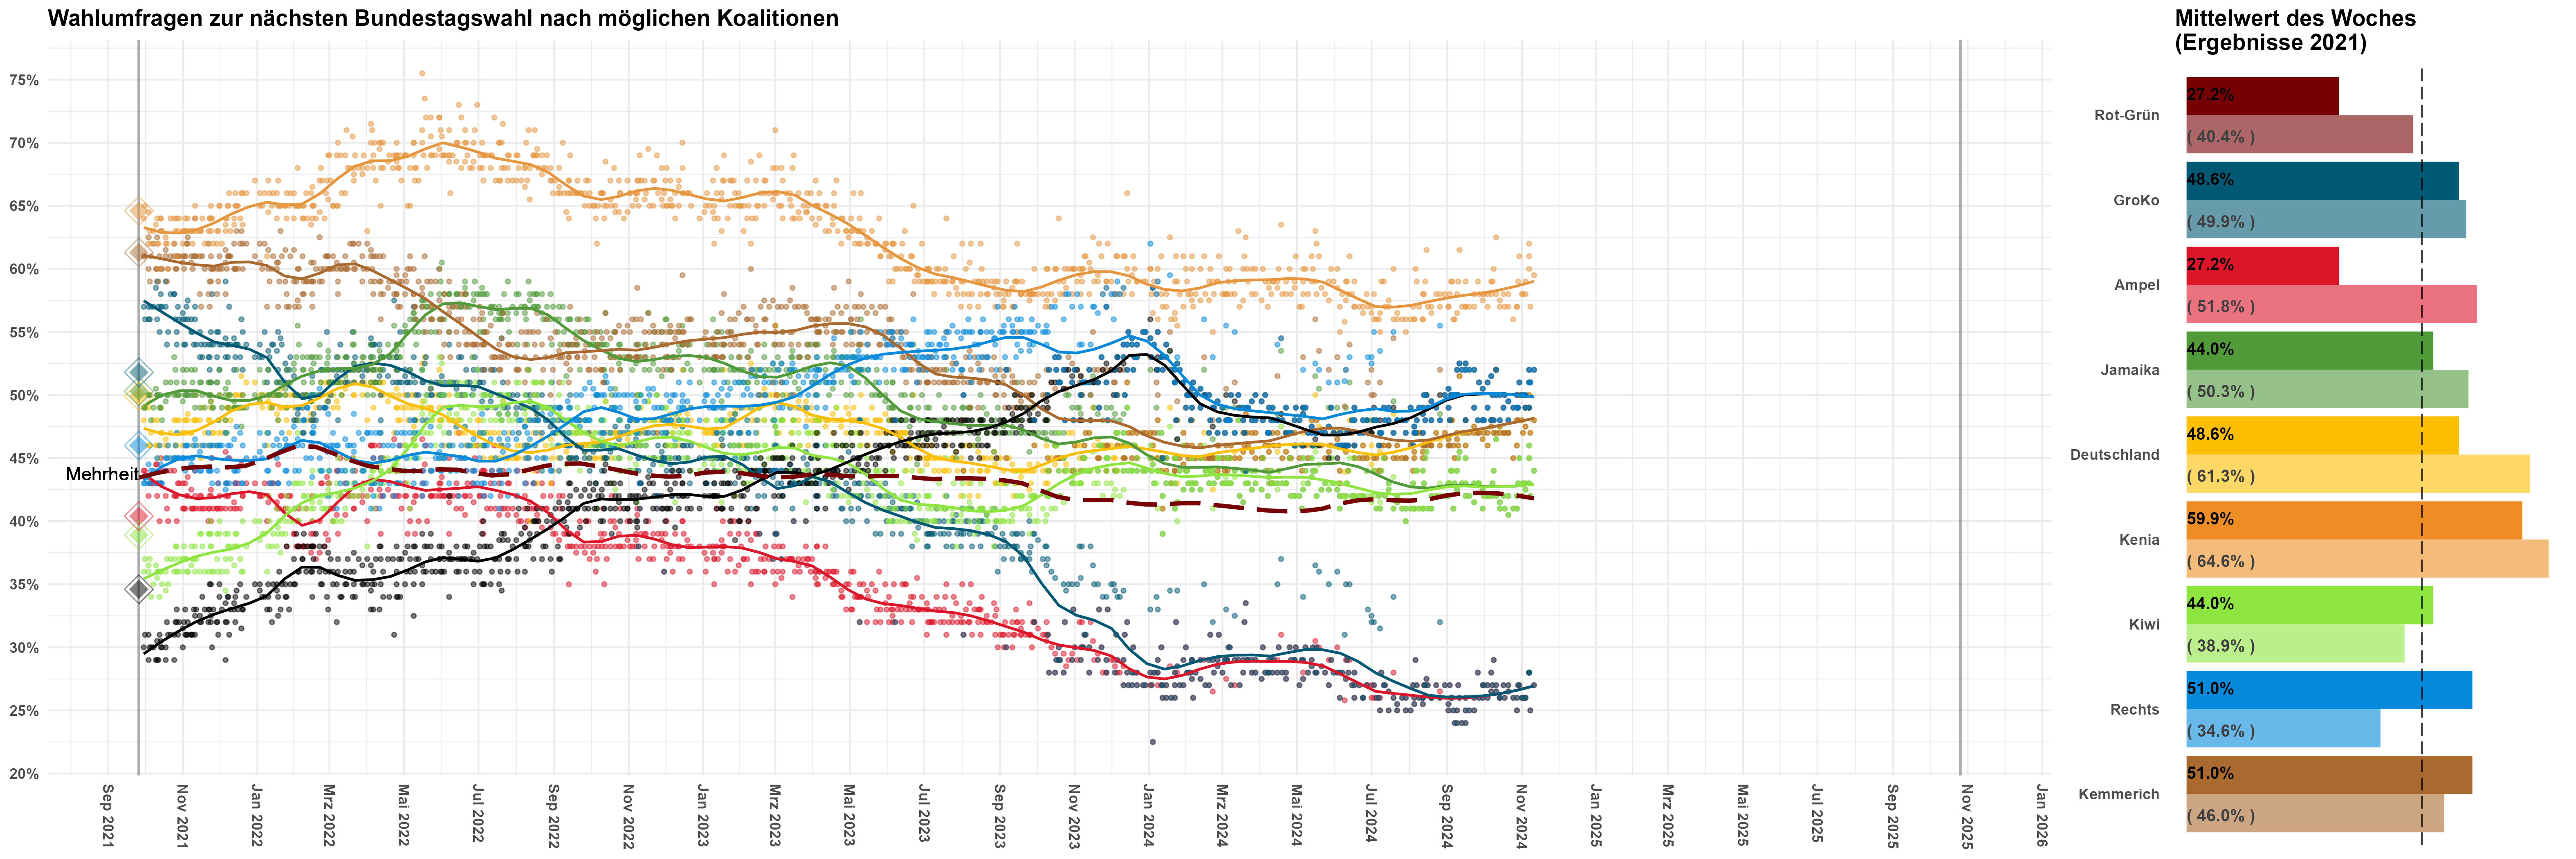 Wahlumfragen zur nächsten Bundestagswahl nach möglichen Koalitionen
75%
70%
65%
60%
55%
50%
45%
40%
35%
30%
25%
20%
Mehrheit
Sep 2021
Nov 2021
Jan 2022
Mrz 2022
Mai 2022
Jul 2022
Sep 2022
Nov 2022
Jan 2023
Mrz 2023
Mai 2023
Jul 2023
Sep 2023
Nov 2023
Jan 2024
Mrz 2024
Mai 2024
Jul 2024
Sep 2024
Nov 2024
Jan 2025
Mrz 2025
Mai 2025
Jul 2025
Sep 2025
Nov 2025
Jan 2026
Mittelwert des Woches
(Ergebnisse 2021)
Rot-Grün
27.2%
( 40.4% )
GroKo
48.6%
( 49.9% )
Ampel
27.2%
( 51.8% )
Jamaika
44.0%
( 50.3% )
Deutschland
48.6%
( 61.3% )
Kenia
59.9%
( 64.6% )
Kiwi
44.0%
( 38.9% )
Rechts
51.0%
( 34.6% )
Kemmerich
51.0%
( 46.0% )